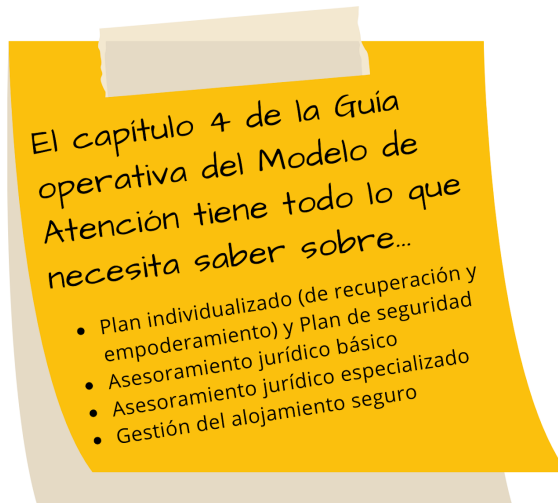 El capítulo 4 de la Guía
operativa del Modelo de
Atención tiene todo lo que
necesita saber sobre...
• Plan individualizado (de recuperación y
empoderamiento) y Plan de seguridad
• Asesoramiento jurídico básico
• Asesoramiento jurídico especializado
• Gestión del alojamiento seguro